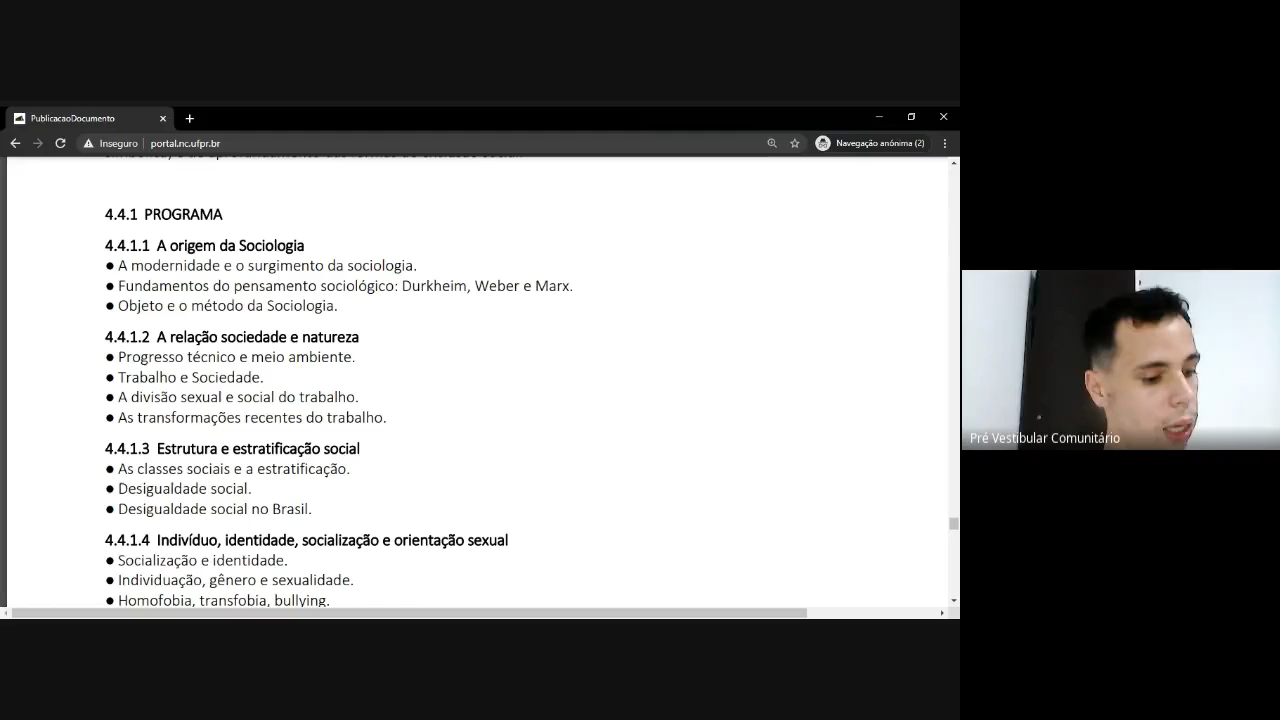 PublicacaoDocumento
Inseguro
portal.nc.ufpr.br
Navegação anónima (2)
4.4.1 PROGRAMA
4.4.1.1 A origem da Sociologia
● A modernidade e o surgimento da sociologia.
● Fundamentos do pensamento sociológico: Durkheim, Weber e Marx.
● Objeto e o método da Sociologia.
4.4.1.2 A relação sociedade e natureza
● Progresso técnico e meio ambiente.
● Trabalho e Sociedade.
● A divisão sexual e social do trabalho.
● As transformações recentes do trabalho.
4.4.1.3 Estrutura e estratificação social
● As classes sociais e a estratificação.
● Desigualdade social.
● Desigualdade social no Brasil.
4.4.1.4 Indivíduo, identidade, socialização e orientação sexual
● Socialização e identidade.
● Individuação, gênero e sexualidade.
● Homofobia, transfobia, bullying.
Pré Vestibular Comunitário